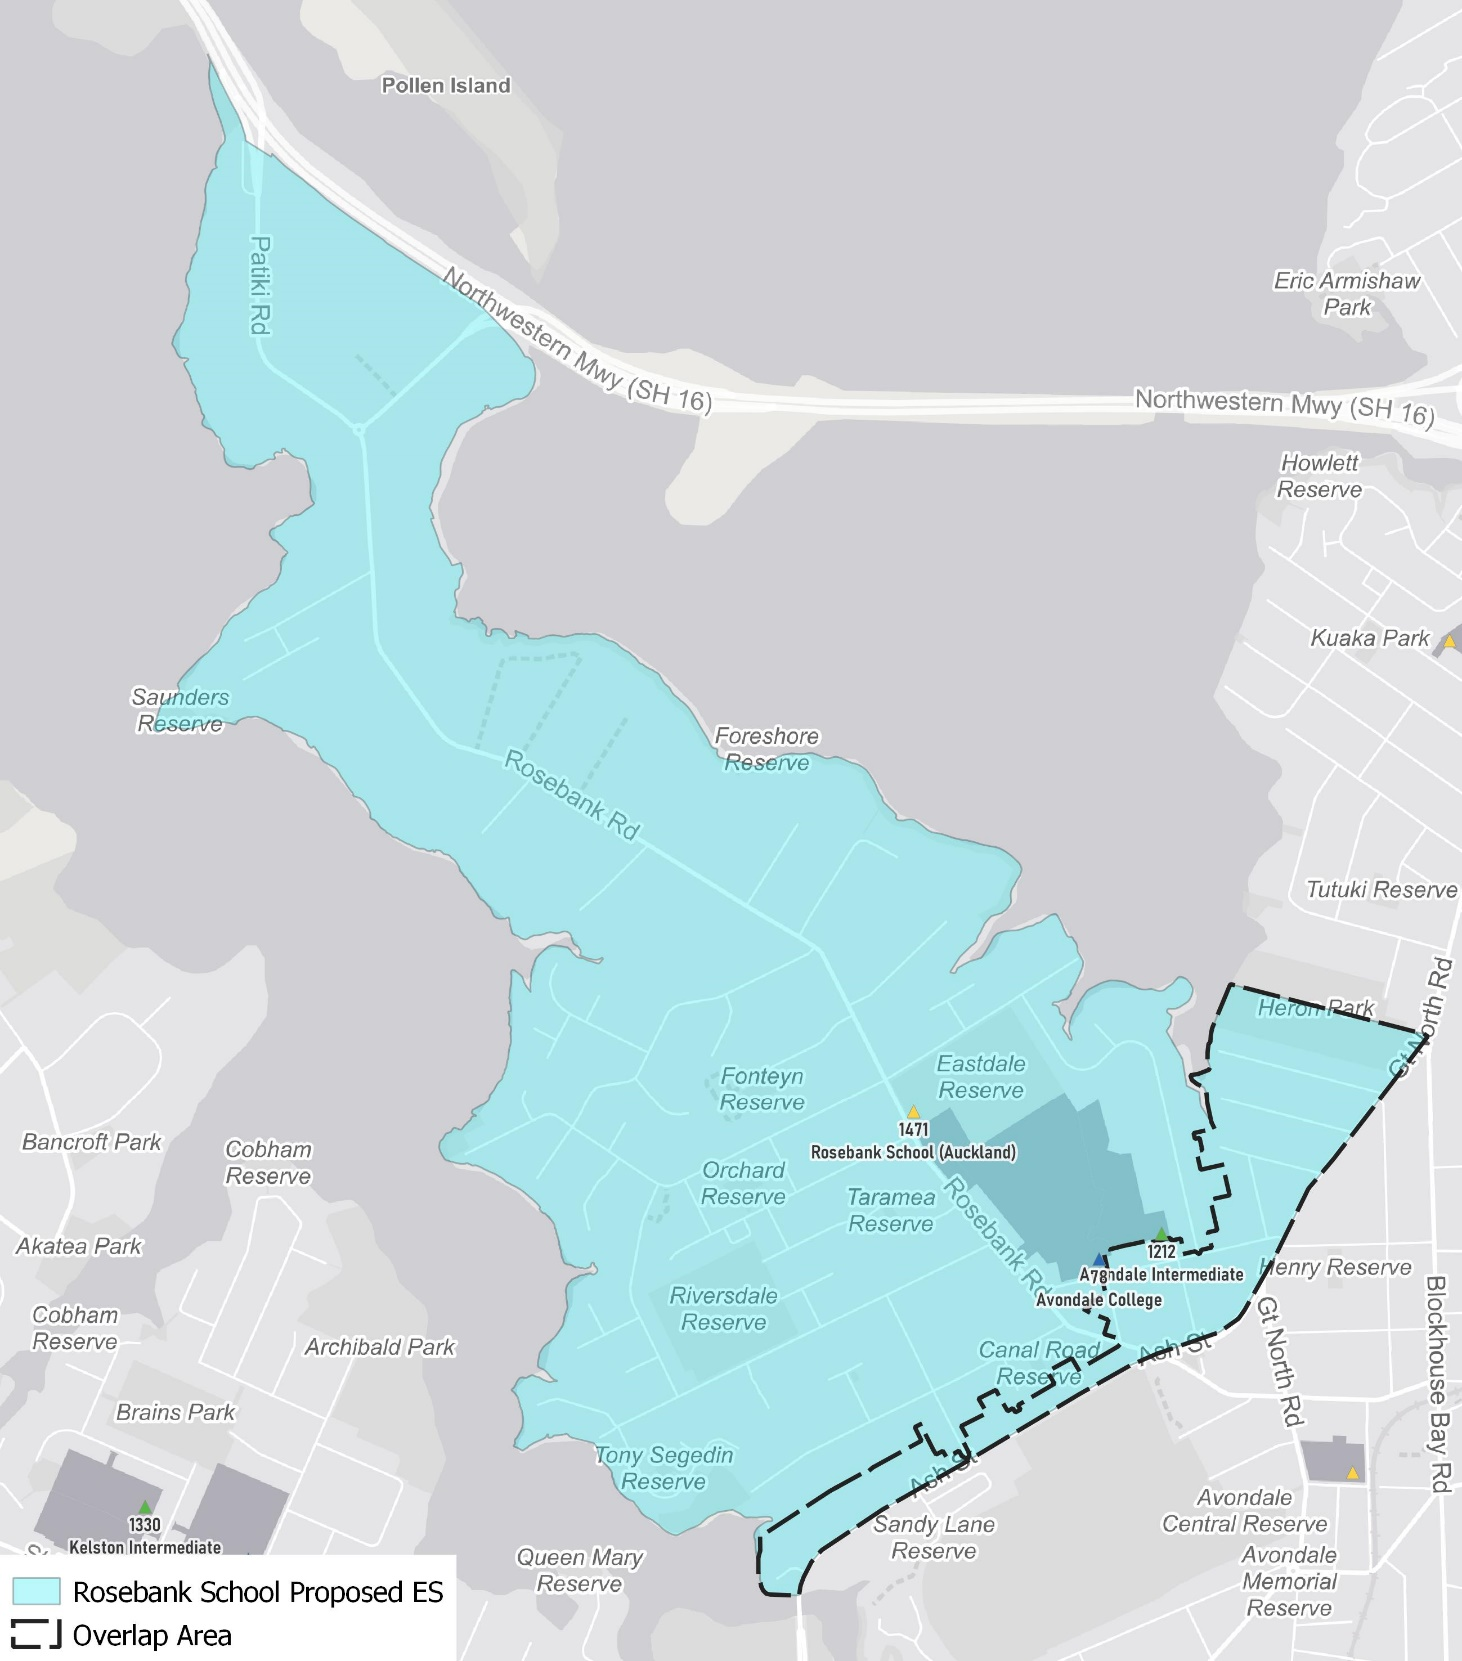 Pollen Island
Patiki Rd
Northwestern Mwy (SH 16)
Eric Armishaw
Park
Northwestern Mwy (SH 16)
Howlett
Reserve
Kuaka Park
Saunders
Reserve
Foreshore
Reserve
Rosebank Rd
Tutuki Reserve
Gt North Rd
Heron Park
Eastdale
Reserve
Fonteyn
Reserve
1471
Rosebank School (Auckland)
Bancroft Park
Cobham
Reserve
Orchard
Reserve
Taramea
Reserve
Rosebank Rd
Akatea Park
1212
Avondale Intermediate
78
Avondale College
Henry Reserve
Riversdale
Reserve
Cobham
Reserve
Archibald Park
Canal Road
Reserve
Ash St
Gt North Rd
Blockhouse Bay Rd
Brains Park
Tony Segedin
Reserve
Ash St
1330
Kelston Intermediate
Sandy Lane
Reserve
Avondale
Central Reserve
Queen Mary
Reserve
Avondale
Memorial
Reserve
Rosebank School Proposed ES
Overlap Area